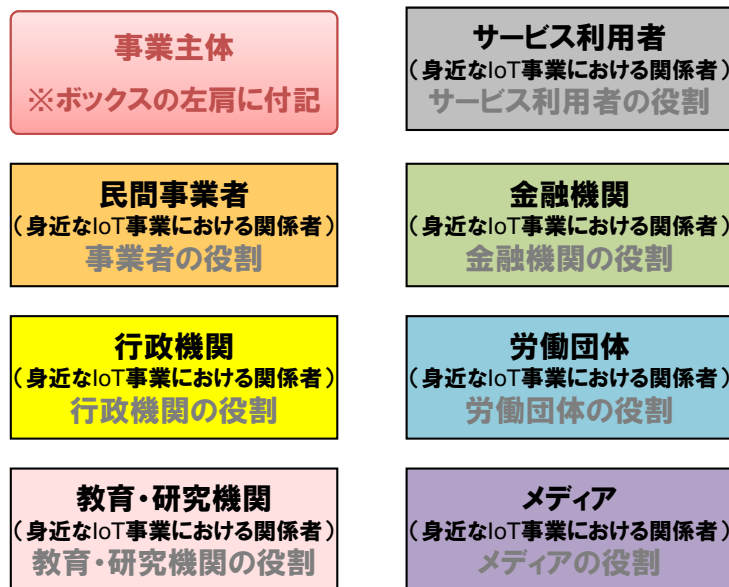 事業主体
※ボックスの左肩に付記
サービス利用者
（身近なIoT事業における関係者）
サービス利用者の役割
民間事業者
（身近なIoT事業における関係者）
事業者の役割
金融機関
（身近なIoT事業における関係者）
金融機関の役割
行政機関
（身近なIoT事業における関係者）
行政機関の役割
労働団体
（身近なIoT事業における関係者）
労働団体の役割
教育・研究機関
（身近なIoT事業における関係者）
教育・研究機関の役割
メディア
（身近なIoT事業における関係者）
メディアの役割